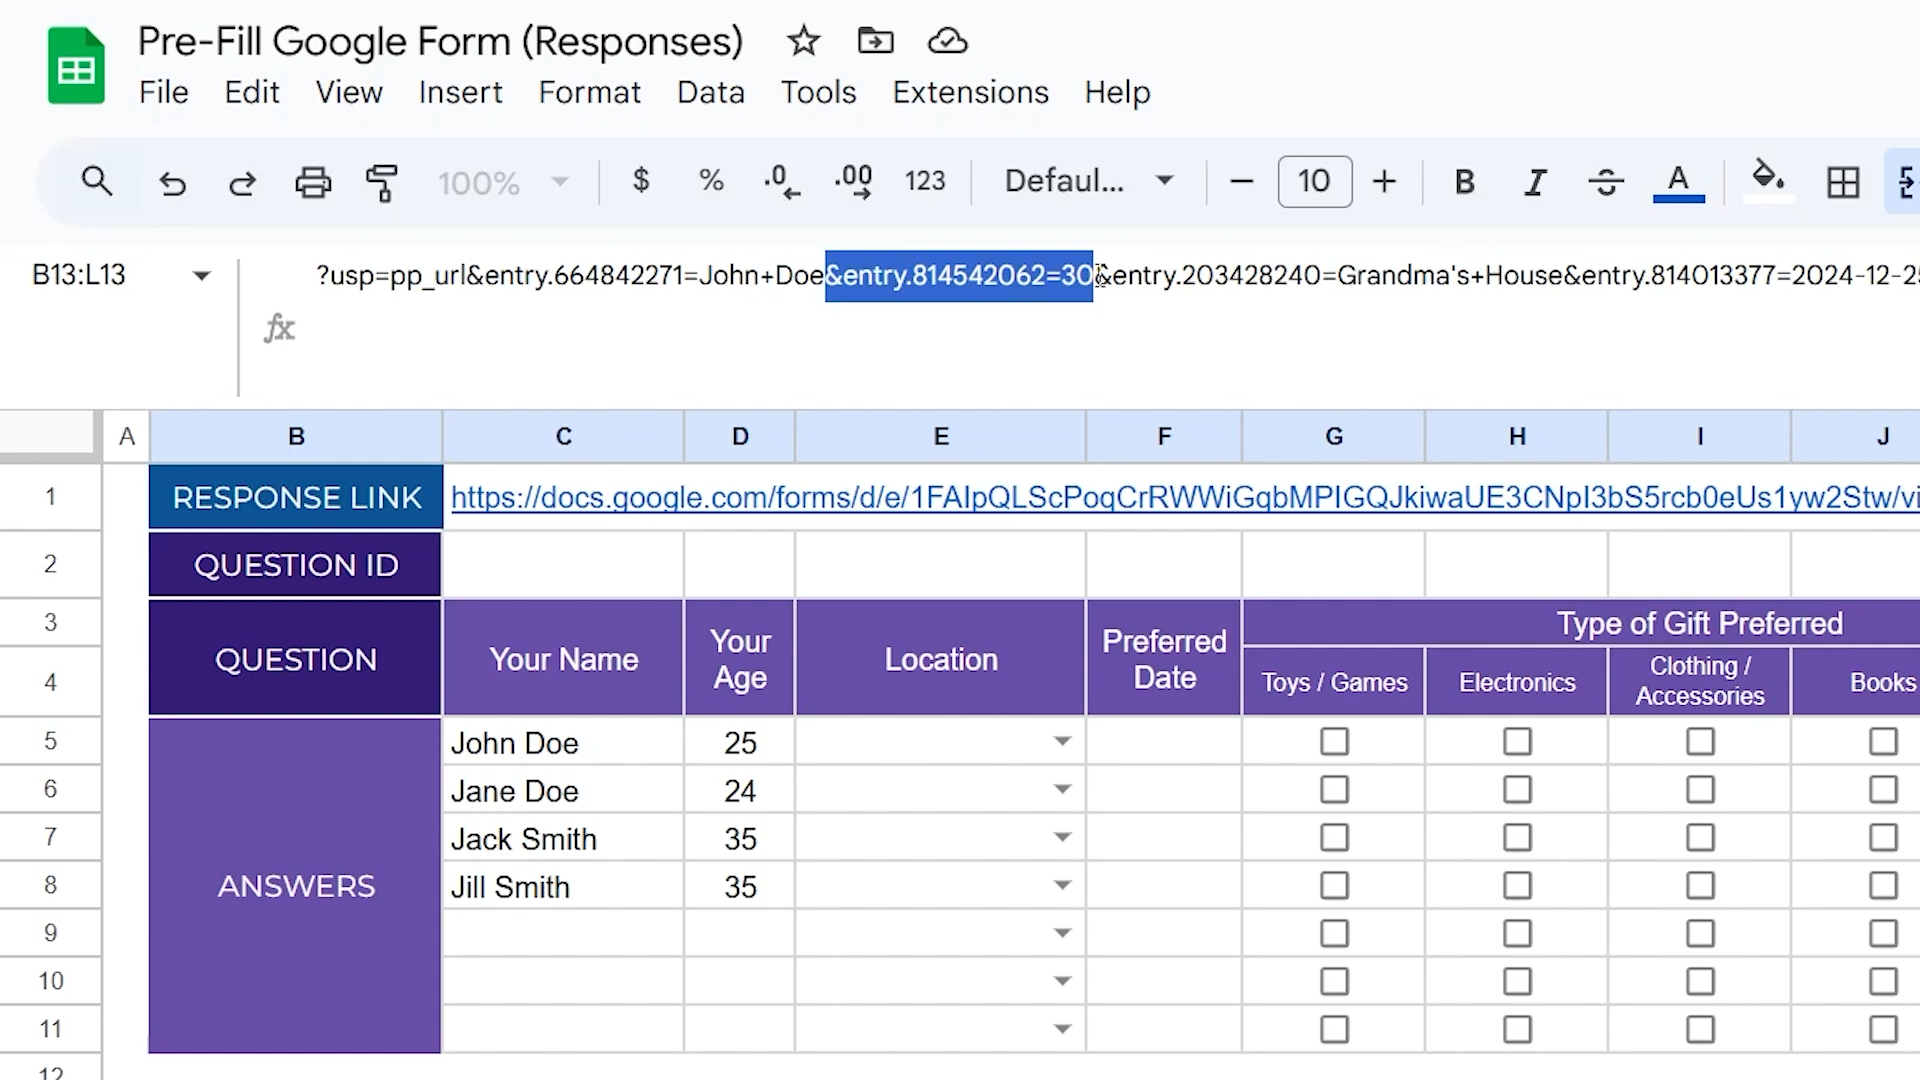 Pre-Fill Google Form (Responses)
File Edit View Insert Format Data Tools Extensions Help
100% $ % .0 .00 123 Defaul... 10 B I A
B13:L13
?usp=pp_url&entry.664842271=John+Doe&entry.814542062=30&entry.203428240=Grandma's+House&entry.814013377=2024-12-25
fx
A B C D E F G H I J
1 RESPONSE LINK https://docs.google.com/forms/d/e/1FAIpQLScPoqCrRWWiGqbMPIGQJkiwaUE3CNpI3bS5rcb0eUs1yw2Stw/vi
2 QUESTION ID
3 Type of Gift Preferred
QUESTION Your Name Your Age Location Preferred Date
4 Toys / Games Electronics Clothing / Accessories Books
5 John Doe 25
6 Jane Doe 24
7 Jack Smith 35
8 ANSWERS Jill Smith 35
9
10
11
12